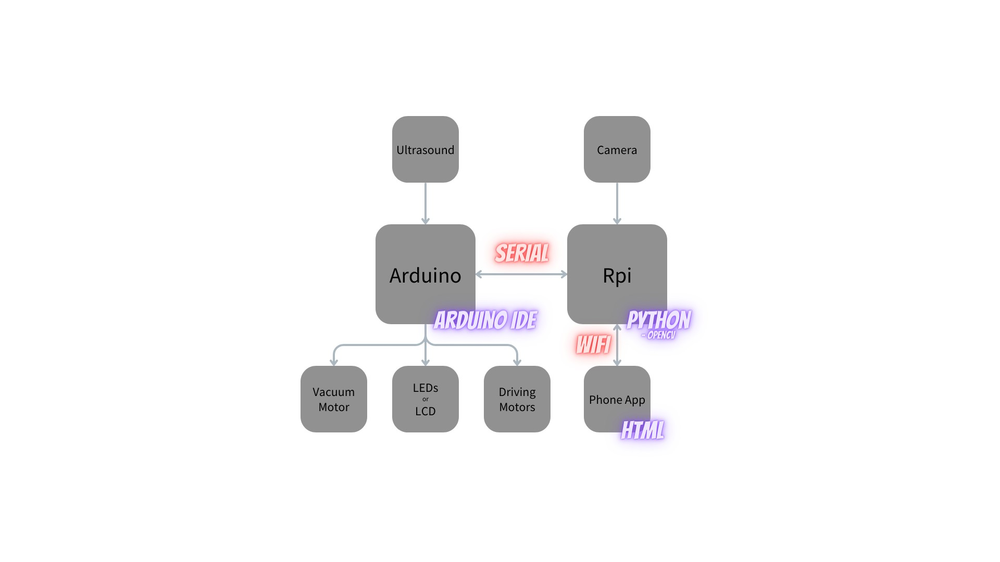 Ultrasound
Camera
SERIAL
Arduino
Rpi
ARDUINO IDE
PYTHON
- OPENCV
WIFI
Vacuum
Motor
LEDs
or
LCD
Driving
Motors
Phone App
HTML